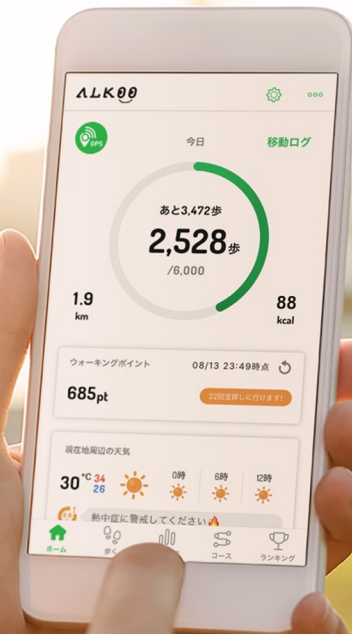 ALKOO
GPS
今日
移動ログ
あと3,472歩
2,528歩
/6,000
1.9
km
88
kcal
ウォーキングポイント
08/13 23:49時点
685pt
22回宝探しに行けます!
現在地周辺の天気
30℃
34
26
0時
6時
12時
熱中症に警戒してください
ホーム
歩く
コース
ランキング